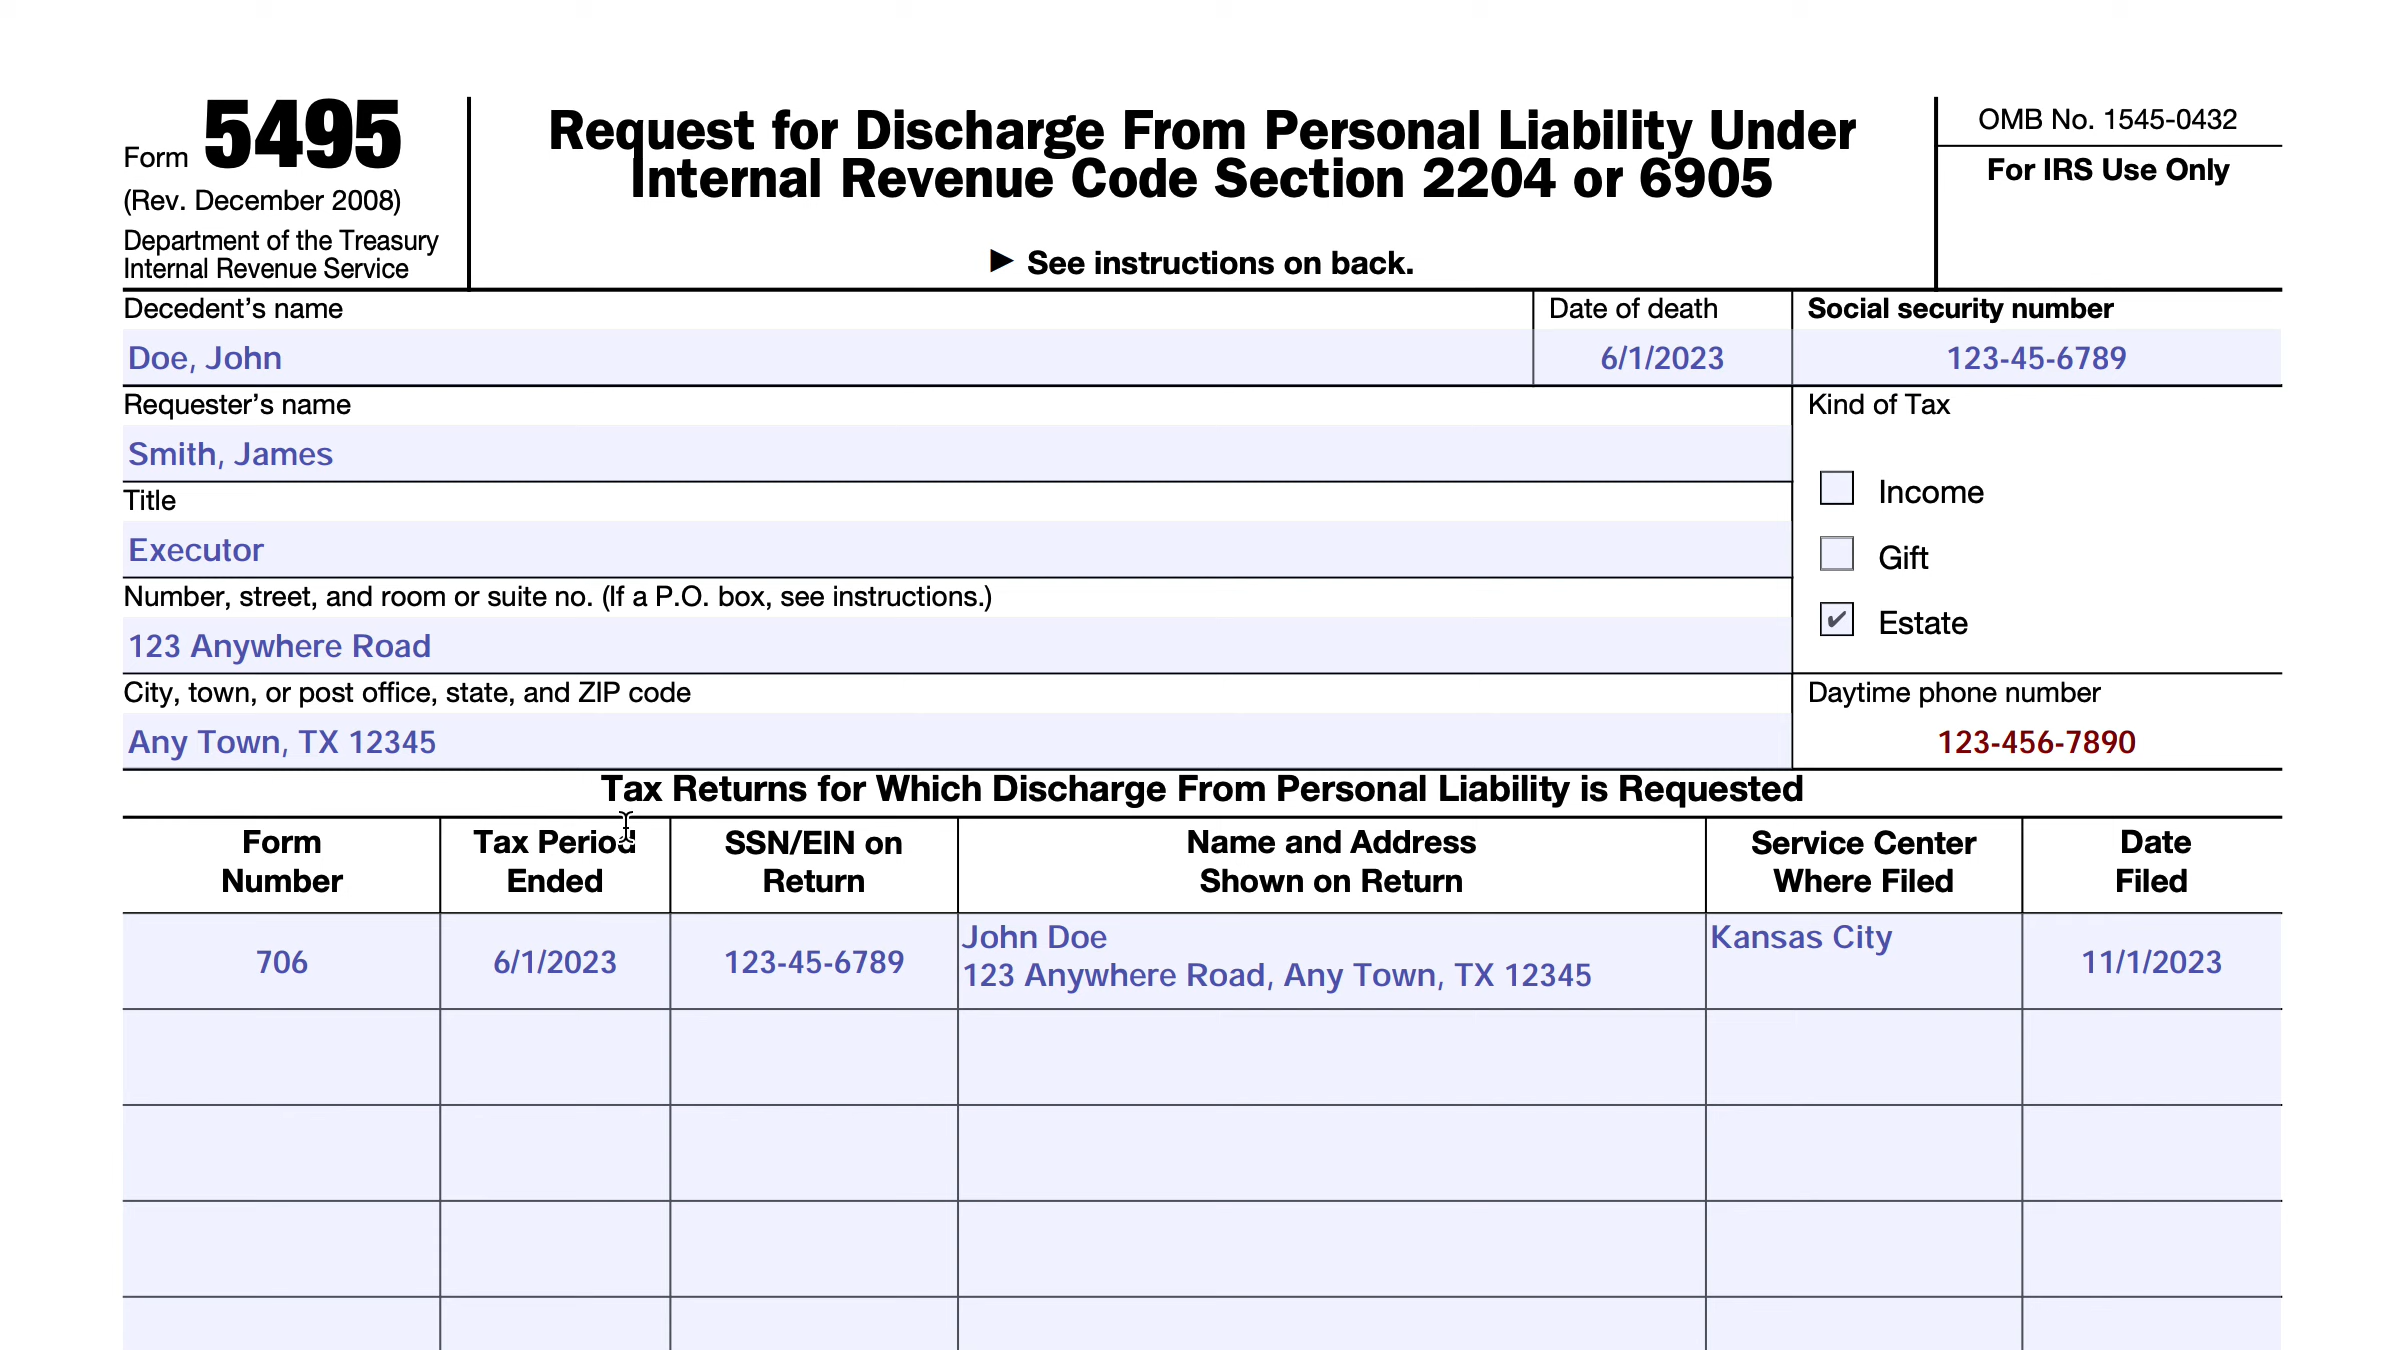 Form 5495
(Rev. December 2008)
Department of the Treasury
Internal Revenue Service
Request for Discharge From Personal Liability Under
Internal Revenue Code Section 2204 or 6905
► See instructions on back.
OMB No. 1545-0432
For IRS Use Only
Decedent’s name
Doe, John
Date of death
6/1/2023
Social security number
123-45-6789
Requester’s name
Smith, James
Title
Executor
Number, street, and room or suite no. (If a P.O. box, see instructions.)
123 Anywhere Road
City, town, or post office, state, and ZIP code
Any Town, TX 12345
Kind of Tax
Income
Gift
✔ Estate
Daytime phone number
123-456-7890
Tax Returns for Which Discharge From Personal Liability is Requested
Form
Number
Tax Period
Ended
SSN/EIN on
Return
Name and Address
Shown on Return
Service Center
Where Filed
Date
Filed
706
6/1/2023
123-45-6789
John Doe
123 Anywhere Road, Any Town, TX 12345
Kansas City
11/1/2023